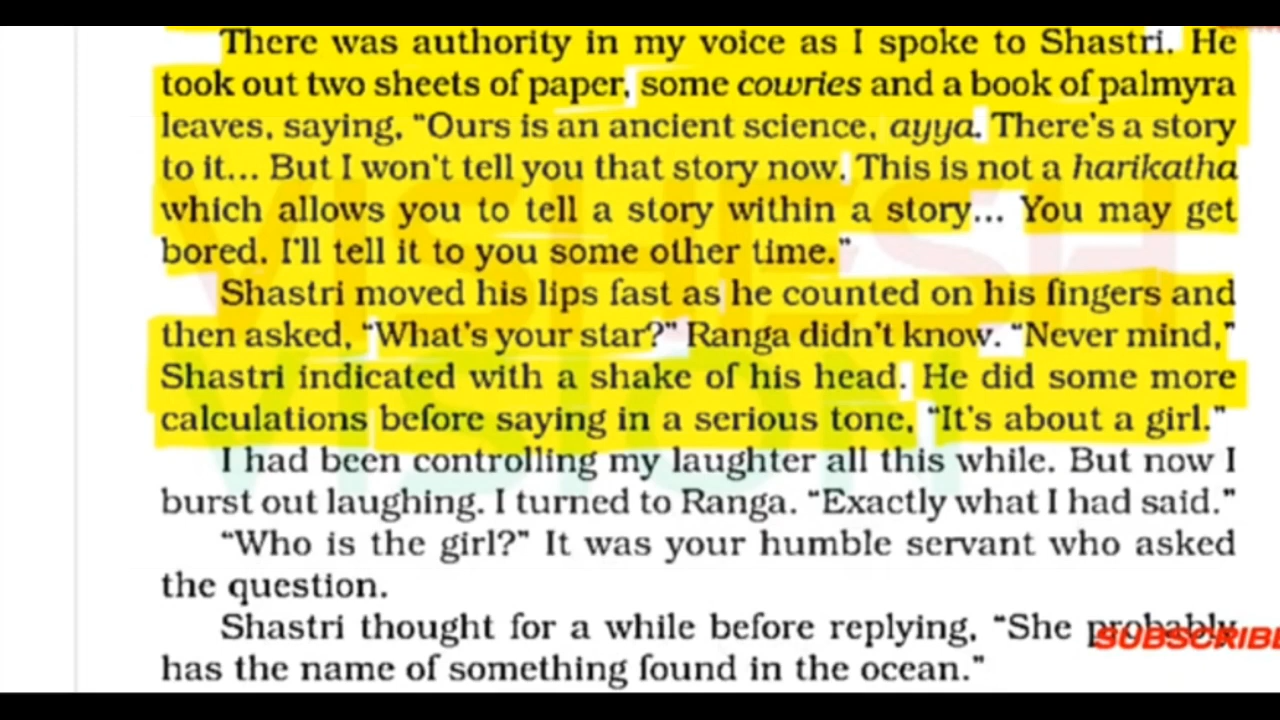 There was authority in my voice as I spoke to Shastri. He
took out two sheets of paper, some cowries and a book of palmyra
leaves, saying, “Ours is an ancient science, ayya. There's a story
to it... But I won't tell you that story now. This is not a harikatha
which allows you to tell a story within a story... You may get
bored. I'll tell it to you some other time.”
Shastri moved his lips fast as he counted on his fingers and
then asked, “What's your star?” Ranga didn't know. “Never mind,”
Shastri indicated with a shake of his head. He did some more
calculations before saying in a serious tone, “It's about a girl.”
I had been controlling my laughter all this while. But now I
burst out laughing. I turned to Ranga. “Exactly what I had said.”
“Who is the girl?” It was your humble servant who asked
the question.
Shastri thought for a while before replying, “She probably
has the name of something found in the ocean.”
SUBSCRIBE
VISHESH
VISION